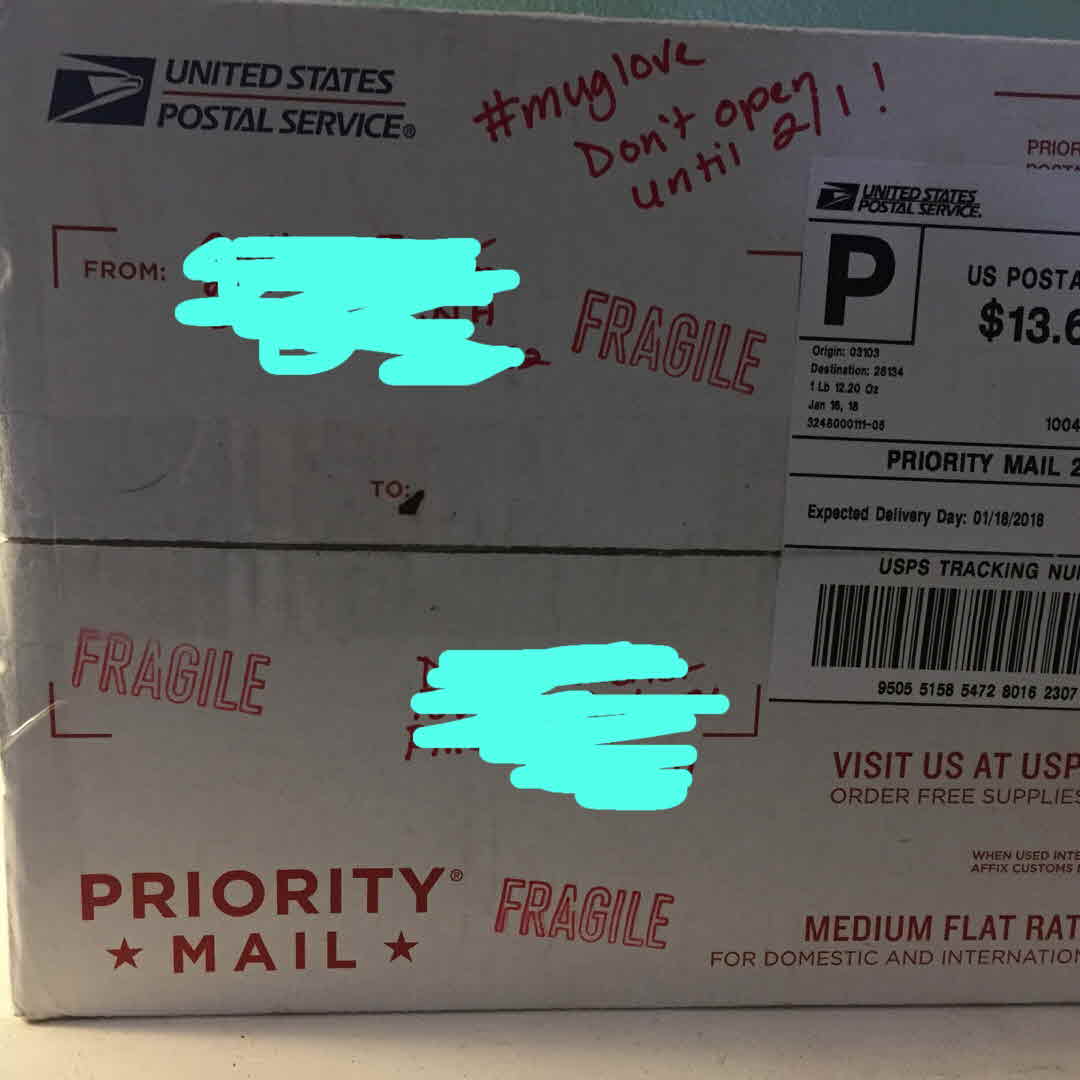 UNITED STATES
POSTAL SERVICE®
#muglove
Don't open
until 2/1!
PRIOR
UNITED STATES
POSTAL SERVICE.
P
US POSTA
$13.6
Origin: 03103
Destination: 28134
1 Lb 12.20 Oz
Jan 16, 18
3248000111-08
1004
PRIORITY MAIL 2
Expected Delivery Day: 01/18/2018
USPS TRACKING NU
9505 5158 5472 8016 2307
FROM:
NH
FRAGILE
TO:
FRAGILE
VISIT US AT USP
ORDER FREE SUPPLIES
WHEN USED INTE
AFFIX CUSTOMS
PRIORITY®
★ MAIL ★
FRAGILE
MEDIUM FLAT RAT
FOR DOMESTIC AND INTERNATION